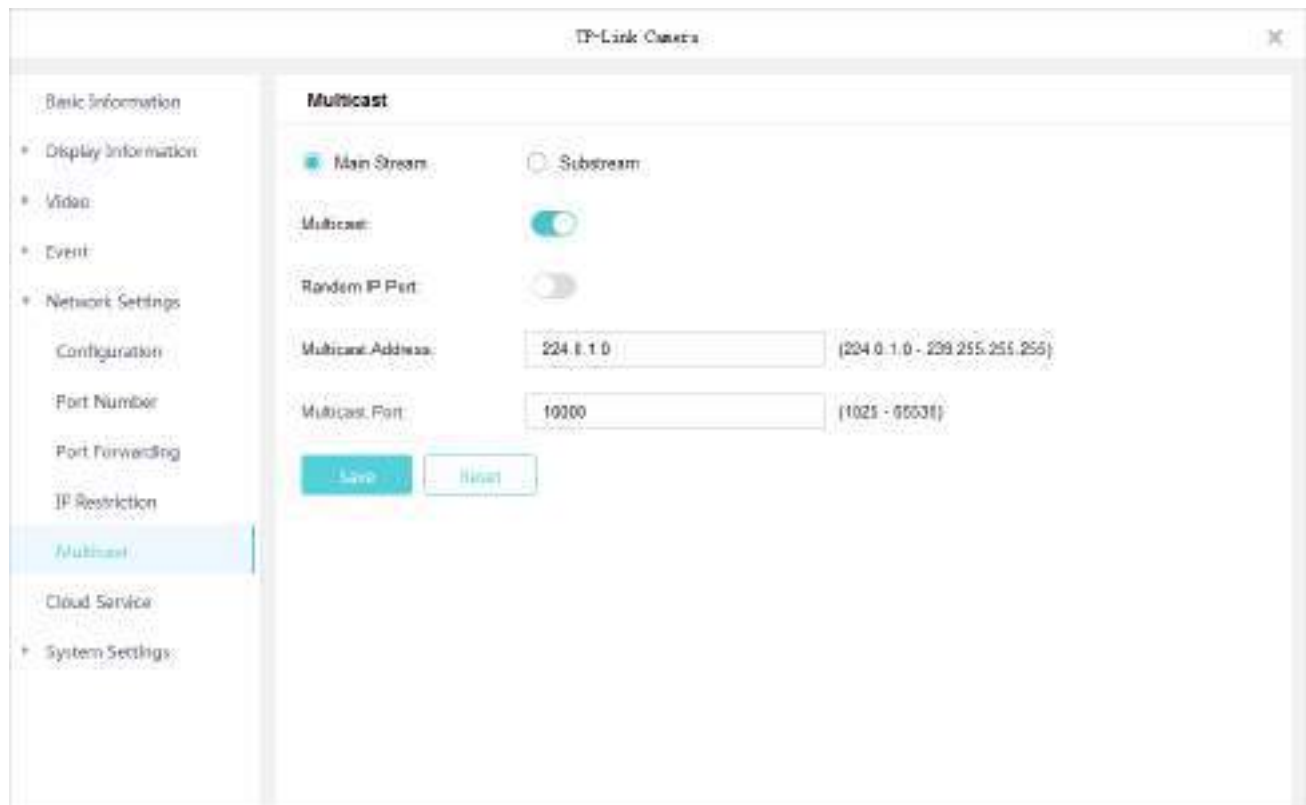 TP-Link Camera
Basic Information
Display Information
Video
Event
Network Settings
Configuration
Port Number
Port Forwarding
IP Restriction
Multicast
Cloud Service
System Settings
Multicast
Main Stream
Substream
Multicast:
Random IP Port:
Multicast Address: 224.0.1.0 (224.0.1.0 - 239.255.255.255)
Multicast Port: 10000
Save Reset